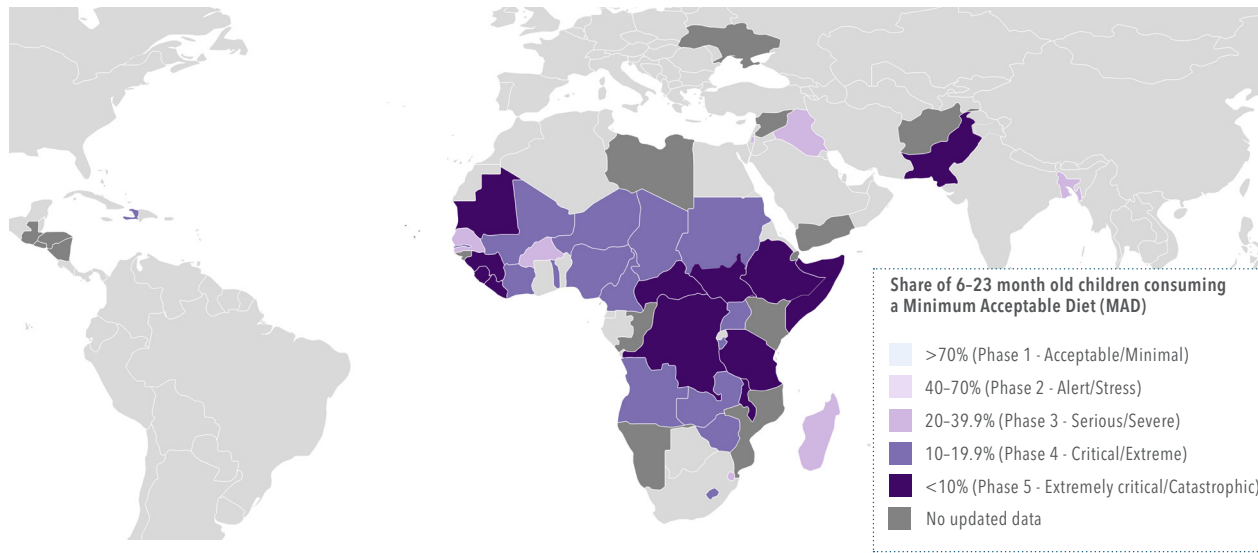 Share of 6–23 month old children consuming
a Minimum Acceptable Diet (MAD)
>70% (Phase 1 - Acceptable/Minimal)
40–70% (Phase 2 - Alert/Stress)
20–39.9% (Phase 3 - Serious/Severe)
10–19.9% (Phase 4 - Critical/Extreme)
<10% (Phase 5 - Extremely critical/Catastrophic)
No updated data